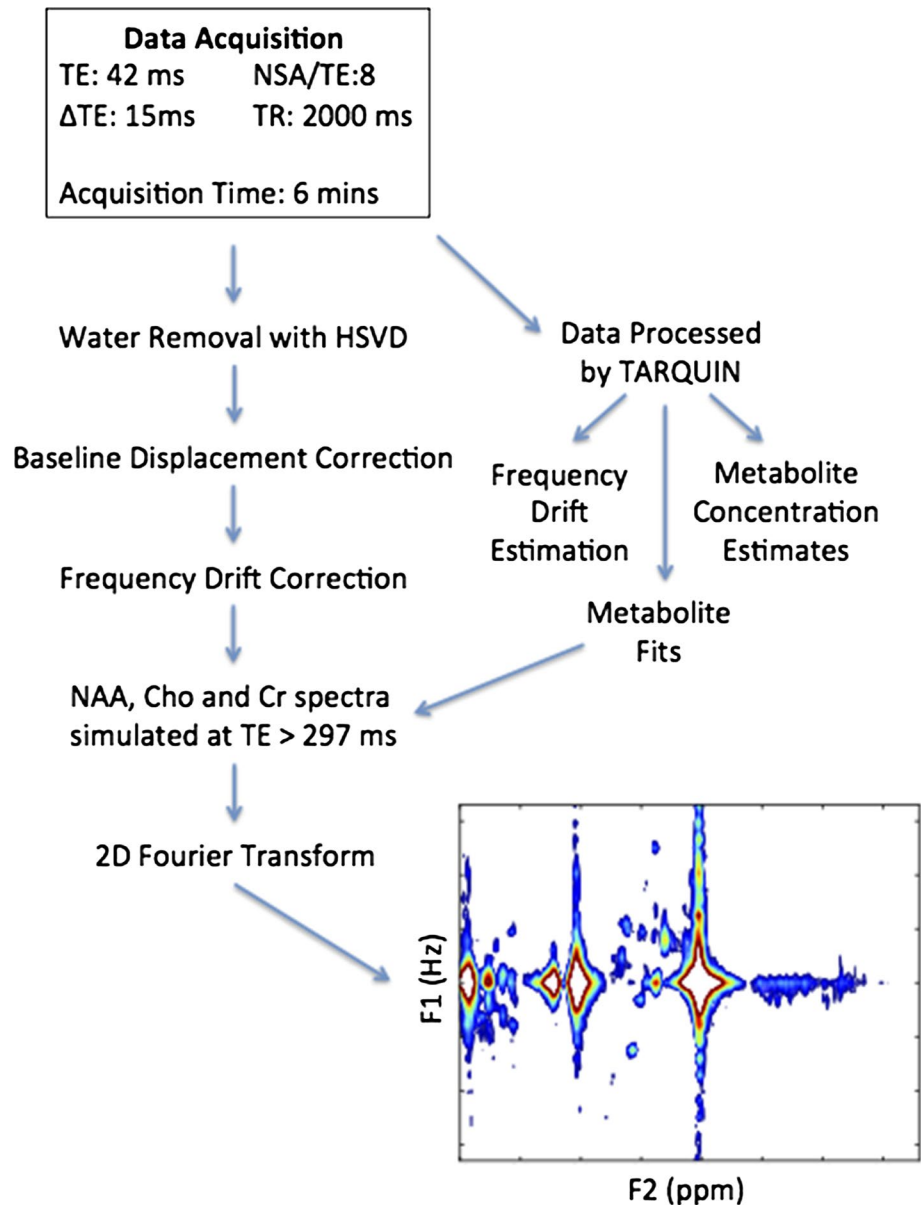 Data Acquisition
TE: 42 ms NSA/TE:8
ΔTE: 15ms TR: 2000 ms
Acquisition Time: 6 mins
Water Removal with HSVD
Baseline Displacement Correction
Frequency Drift Correction
NAA, Cho and Cr spectra
simulated at TE > 297 ms
2D Fourier Transform
Data Processed
by TARQUIN
Frequency
Drift
Estimation
Metabolite
Concentration
Estimates
Metabolite
Fits
F1 (Hz)
F2 (ppm)